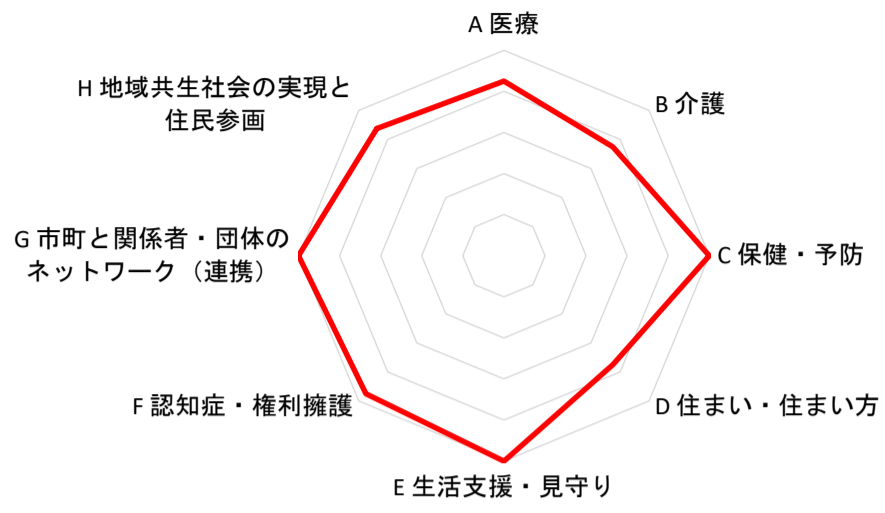 A 医療
B 介護
C 保健・予防
D 住まい・住まい方
E 生活支援・見守り
F 認知症・権利擁護
G 市町と関係者・団体の
ネットワーク（連携）
H 地域共生社会の実現と
住民参画